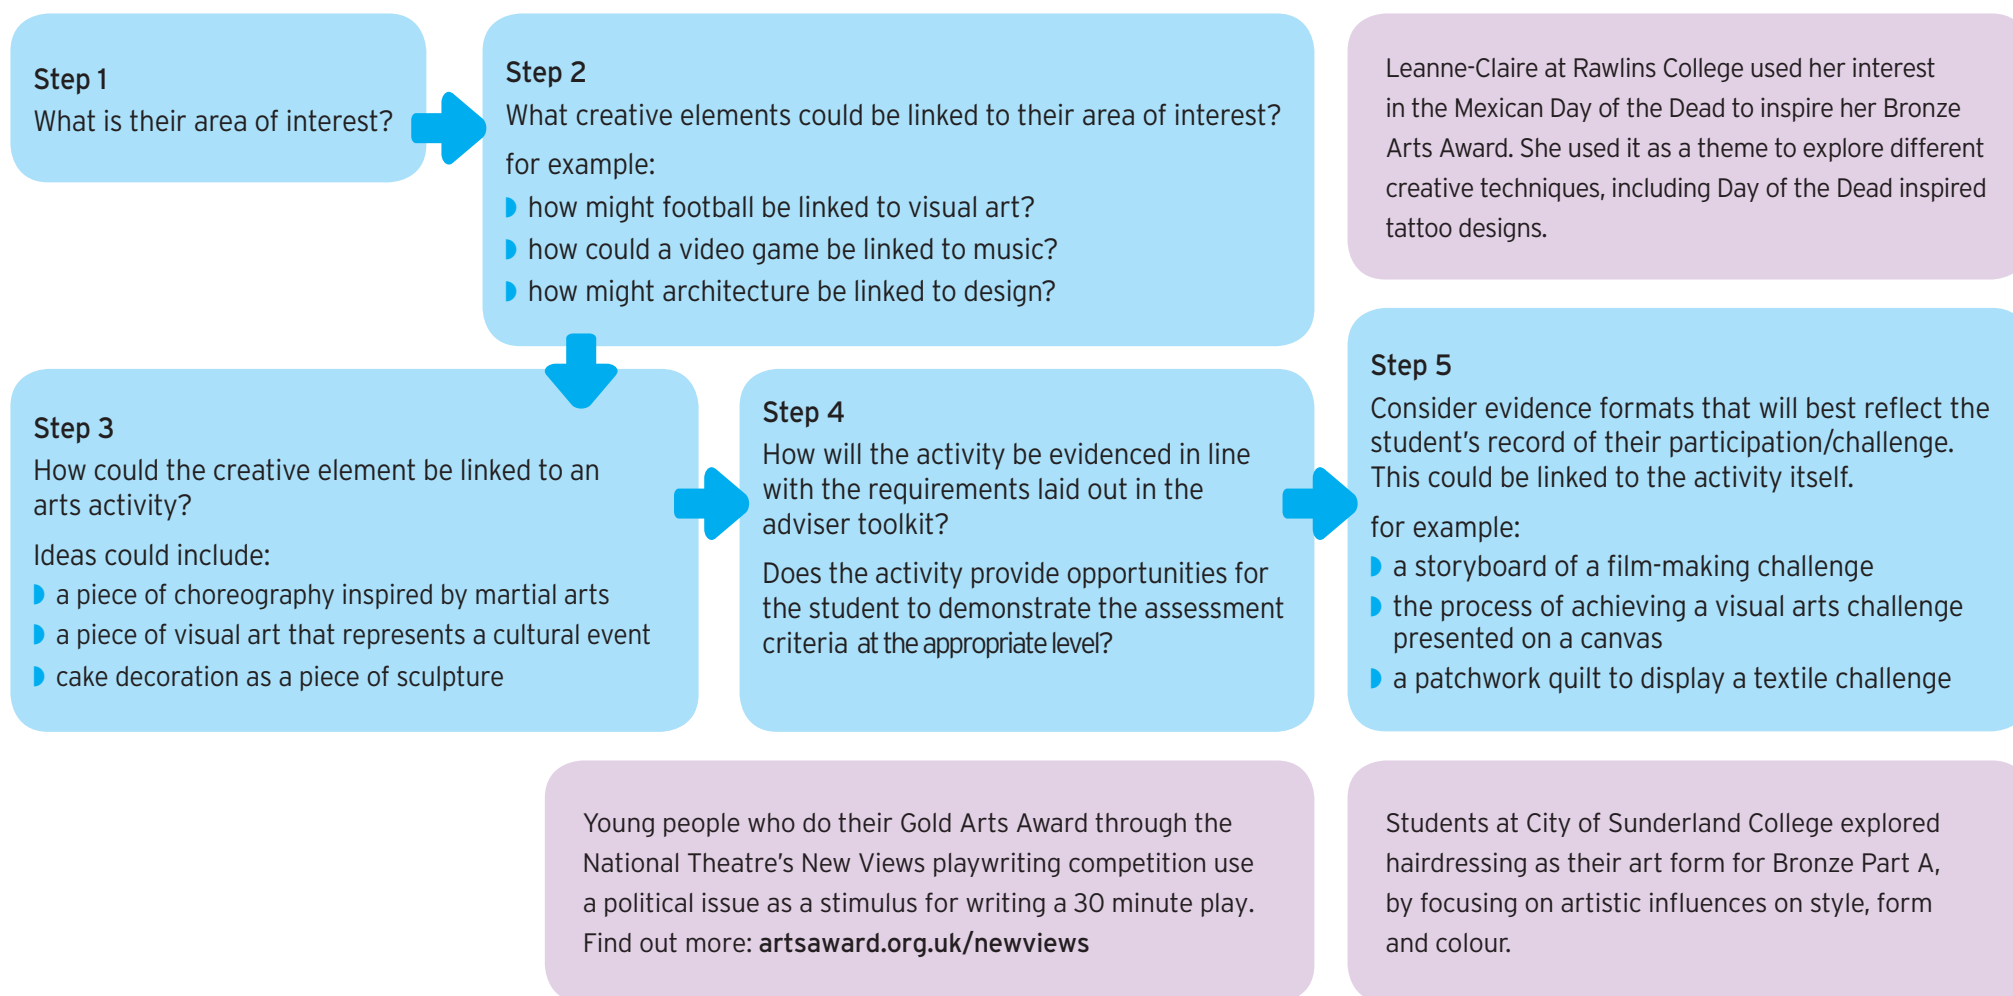 Step 1
What is their area of interest?
Step 2
What creative elements could be linked to their area of interest?
for example:
how might football be linked to visual art?
how could a video game be linked to music?
how might architecture be linked to design?
Leanne-Claire at Rawlins College used her interest
in the Mexican Day of the Dead to inspire her Bronze
Arts Award. She used it as a theme to explore different
creative techniques, including Day of the Dead inspired
tattoo designs.
Step 3
How could the creative element be linked to an
arts activity?
Ideas could include:
a piece of choreography inspired by martial arts
a piece of visual art that represents a cultural event
cake decoration as a piece of sculpture
Step 4
How will the activity be evidenced in line
with the requirements laid out in the
adviser toolkit?
Does the activity provide opportunities for
the student to demonstrate the assessment
criteria at the appropriate level?
Step 5
Consider evidence formats that will best reflect the
student's record of their participation/challenge.
This could be linked to the activity itself.
for example:
a storyboard of a film-making challenge
the process of achieving a visual arts challenge
presented on a canvas
a patchwork quilt to display a textile challenge
Young people who do their Gold Arts Award through the
National Theatre's New Views playwriting competition use
a political issue as a stimulus for writing a 30 minute play.
Find out more: artsaward.org.uk/newviews
Students at City of Sunderland College explored
hairdressing as their art form for Bronze Part A,
by focusing on artistic influences on style, form
and colour.